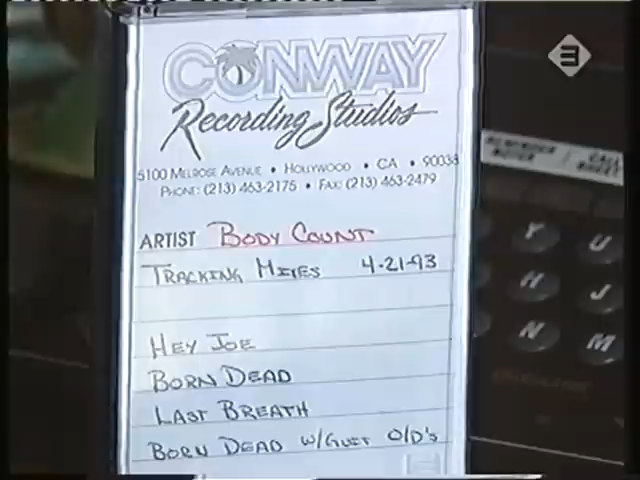 CONWAY
Recording Studios
3
5100 MELROSE AVENUE • HOLLYWOOD • CA • 90038
PHONE: (213) 463-2175 • FAX: (213) 463-2479
ARTIST BODY COUNT
TRACKING MIXES 4-21-93
HEY JOE
BORN DEAD
LAST BREATH
BORN DEAD W/GUIT O/D'S
Y U
H J
N M